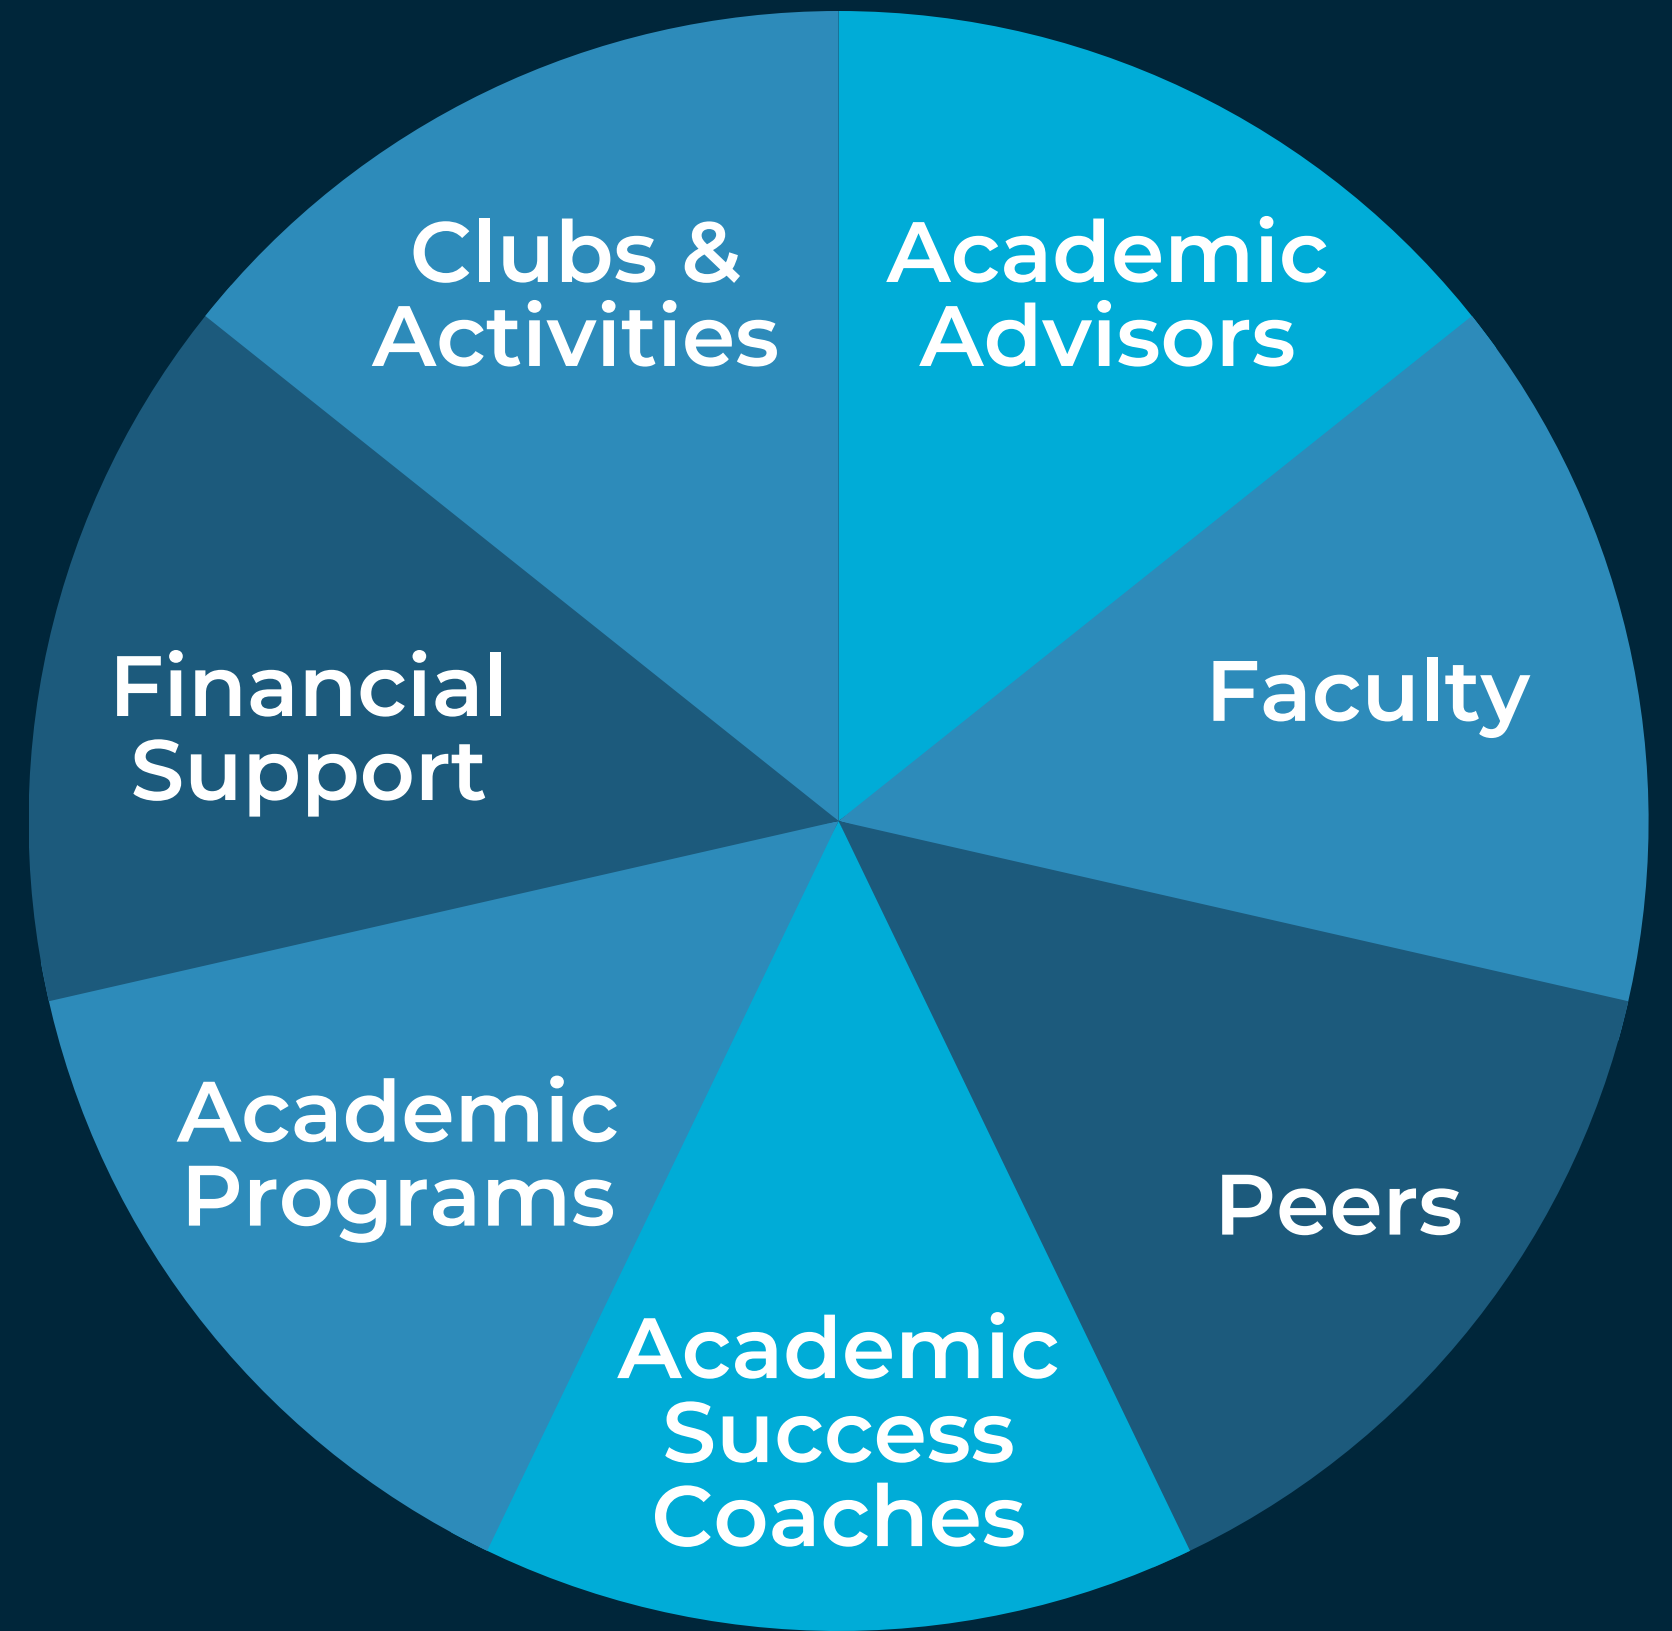 Clubs &
Activities
Academic
Advisors
Financial
Support
Faculty
Academic
Programs
Peers
Academic
Success
Coaches